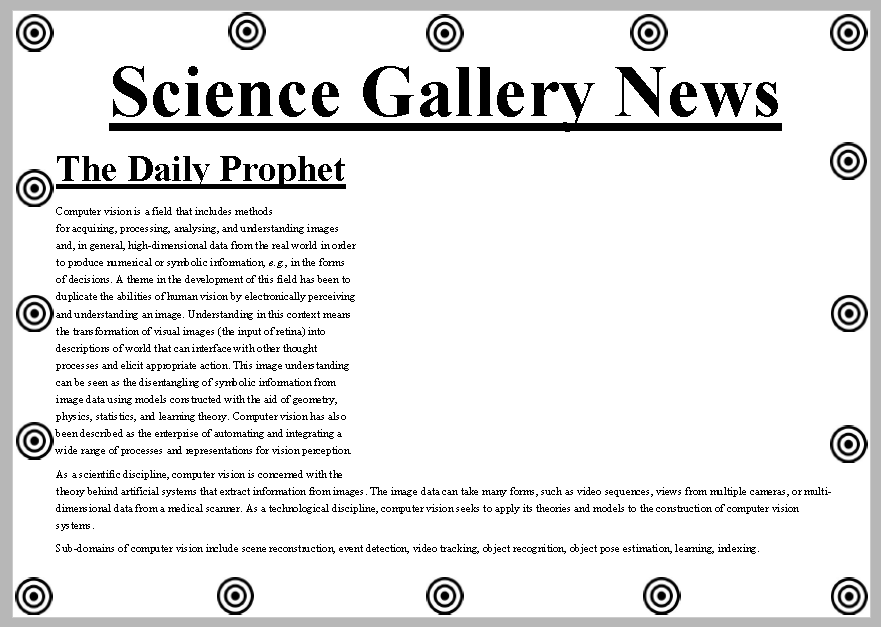 Science Gallery News
The Daily Prophet
Computer vision is a field that includes methods
for acquiring, processing, analysing, and understanding images
and, in general, high-dimensional data from the real world in order
to produce numerical or symbolic information, e.g., in the forms
of decisions. A theme in the development of this field has been to
duplicate the abilities of human vision by electronically perceiving
and understanding an image. Understanding in this context means
the transformation of visual images (the input of retina) into
descriptions of world that can interface with other thought
processes and elicit appropriate action. This image understanding
can be seen as the disentangling of symbolic information from
image data using models constructed with the aid of geometry,
physics, statistics, and learning theory. Computer vision has also
been described as the enterprise of automating and integrating a
wide range of processes and representations for vision perception.
As a scientific discipline, computer vision is concerned with the
theory behind artificial systems that extract information from images. The image data can take many forms, such as video sequences, views from multiple cameras, or multi-
dimensional data from a medical scanner. As a technological discipline, computer vision seeks to apply its theories and models to the construction of computer vision
systems.
Sub-domains of computer vision include scene reconstruction, event detection, video tracking, object recognition, object pose estimation, learning, indexing.